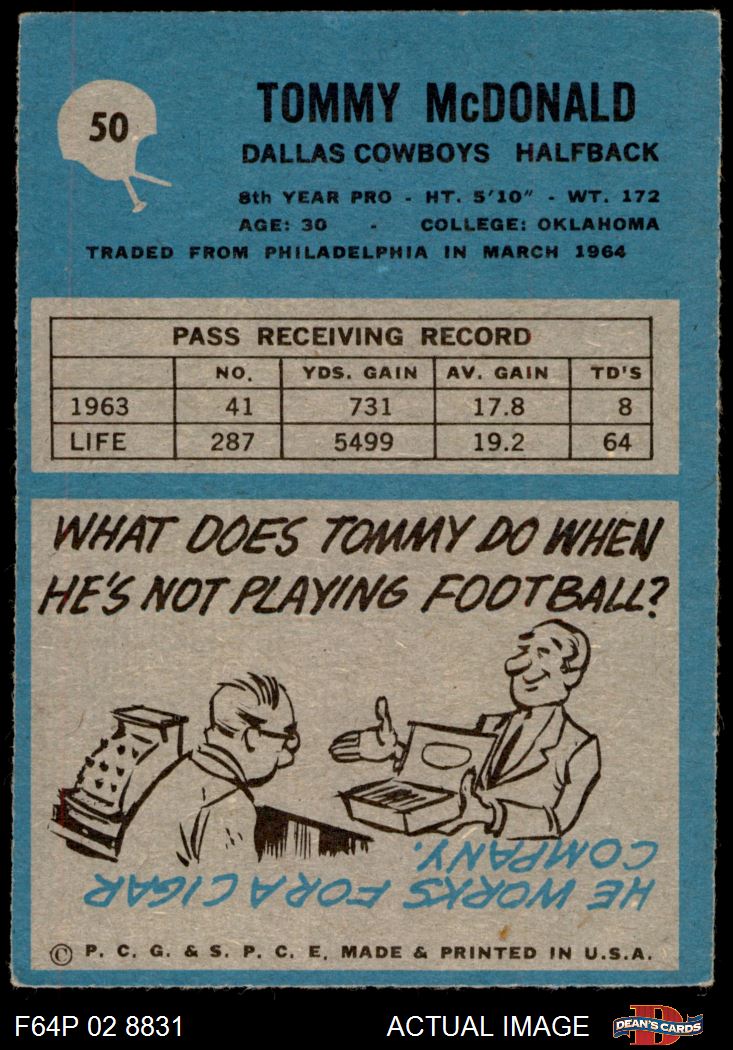 50
TOMMY McDONALD
DALLAS COWBOYS HALFBACK
8th YEAR PRO - HT. 5'10" - WT. 172
AGE: 30 - COLLEGE: OKLAHOMA
TRADED FROM PHILADELPHIA IN MARCH 1964
PASS RECEIVING RECORD
NO. YDS. GAIN AV. GAIN TD'S
1963 41 731 17.8 8
LIFE 287 5499 19.2 64
WHAT DOES TOMMY DO WHEN
HE'S NOT PLAYING FOOTBALL?
HE WORKS FOR A CIGAR
COMPANY.
© P. C. G. & S. P. C. E. MADE & PRINTED IN U.S.A.
F64P 02 8831 ACTUAL IMAGE
D
DEAN'S CARDS